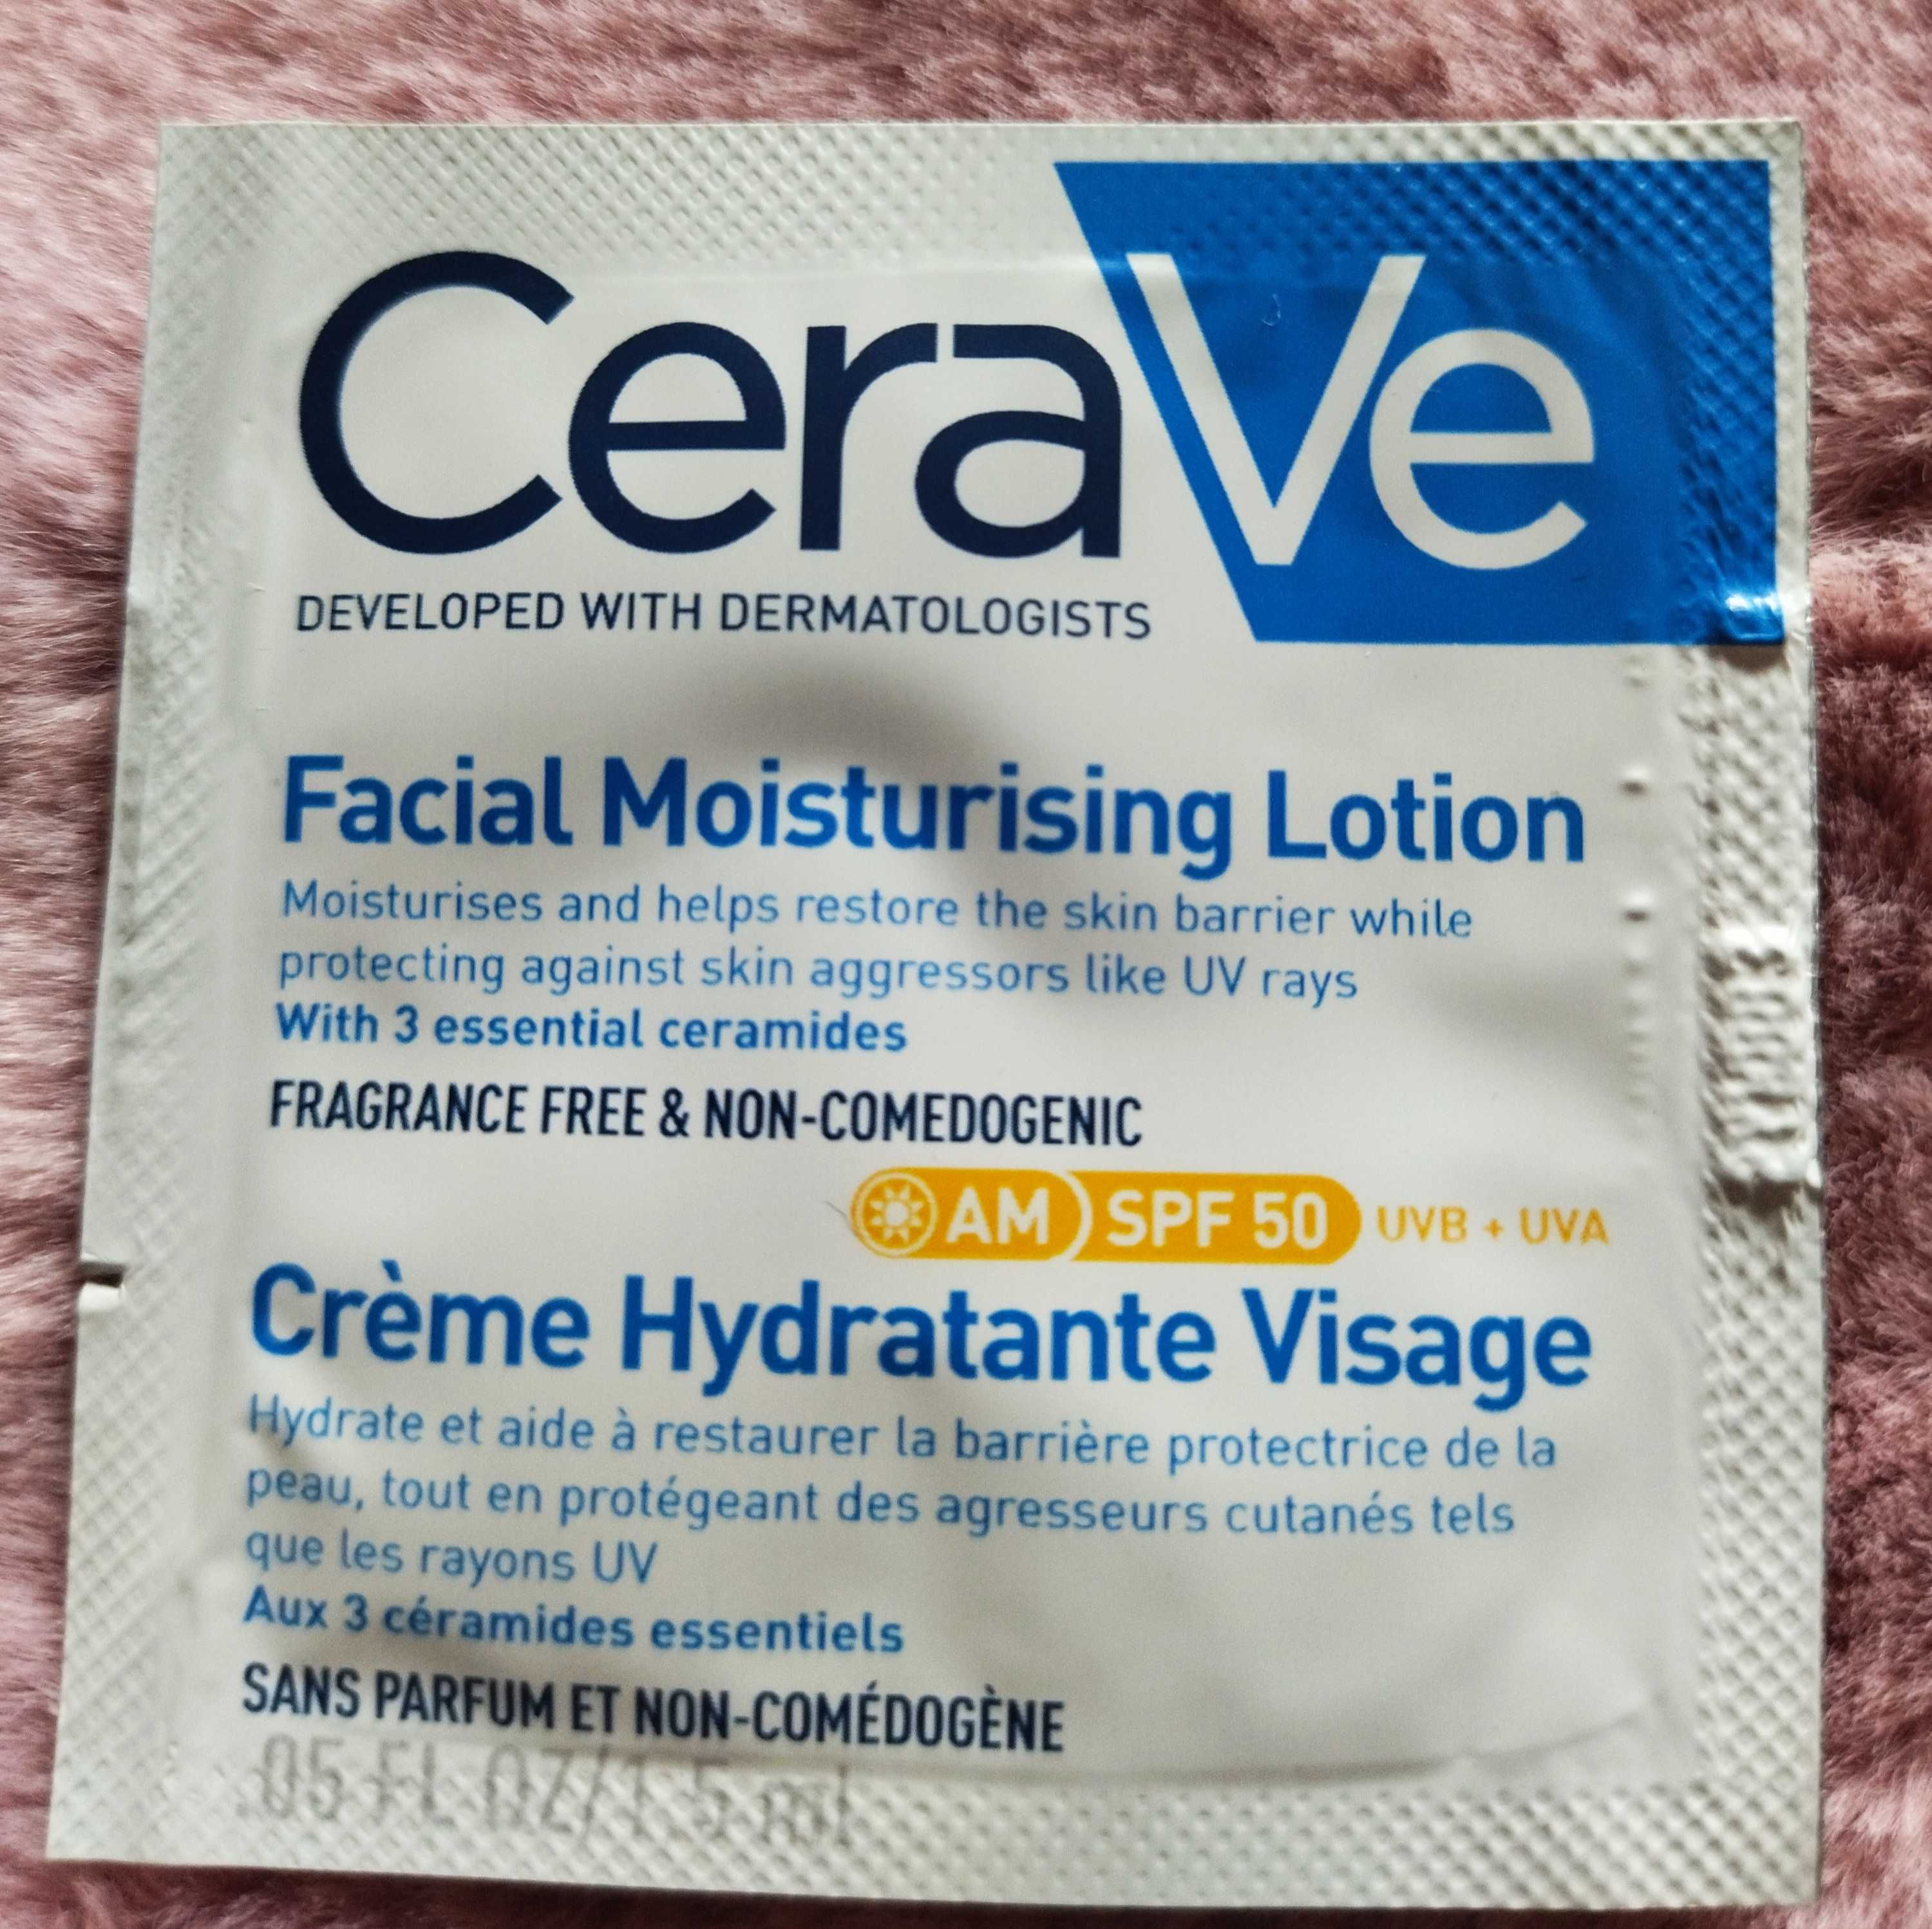 CeraVe
DEVELOPED WITH DERMATOLOGISTS
Facial Moisturising Lotion
Moisturises and helps restore the skin barrier while
protecting against skin aggressors like UV rays
With 3 essential ceramides
FRAGRANCE FREE & NON-COMEDOGENIC
AM SPF 50 UVB + UVA
Crème Hydratante Visage
Hydrate et aide à restaurer la barrière protectrice de la
peau, tout en protégeant des agresseurs cutanés tels
que les rayons UV
Aux 3 céramides essentiels
SANS PARFUM ET NON-COMÉDOGÈNE
.05 FL OZ/1 5 ml